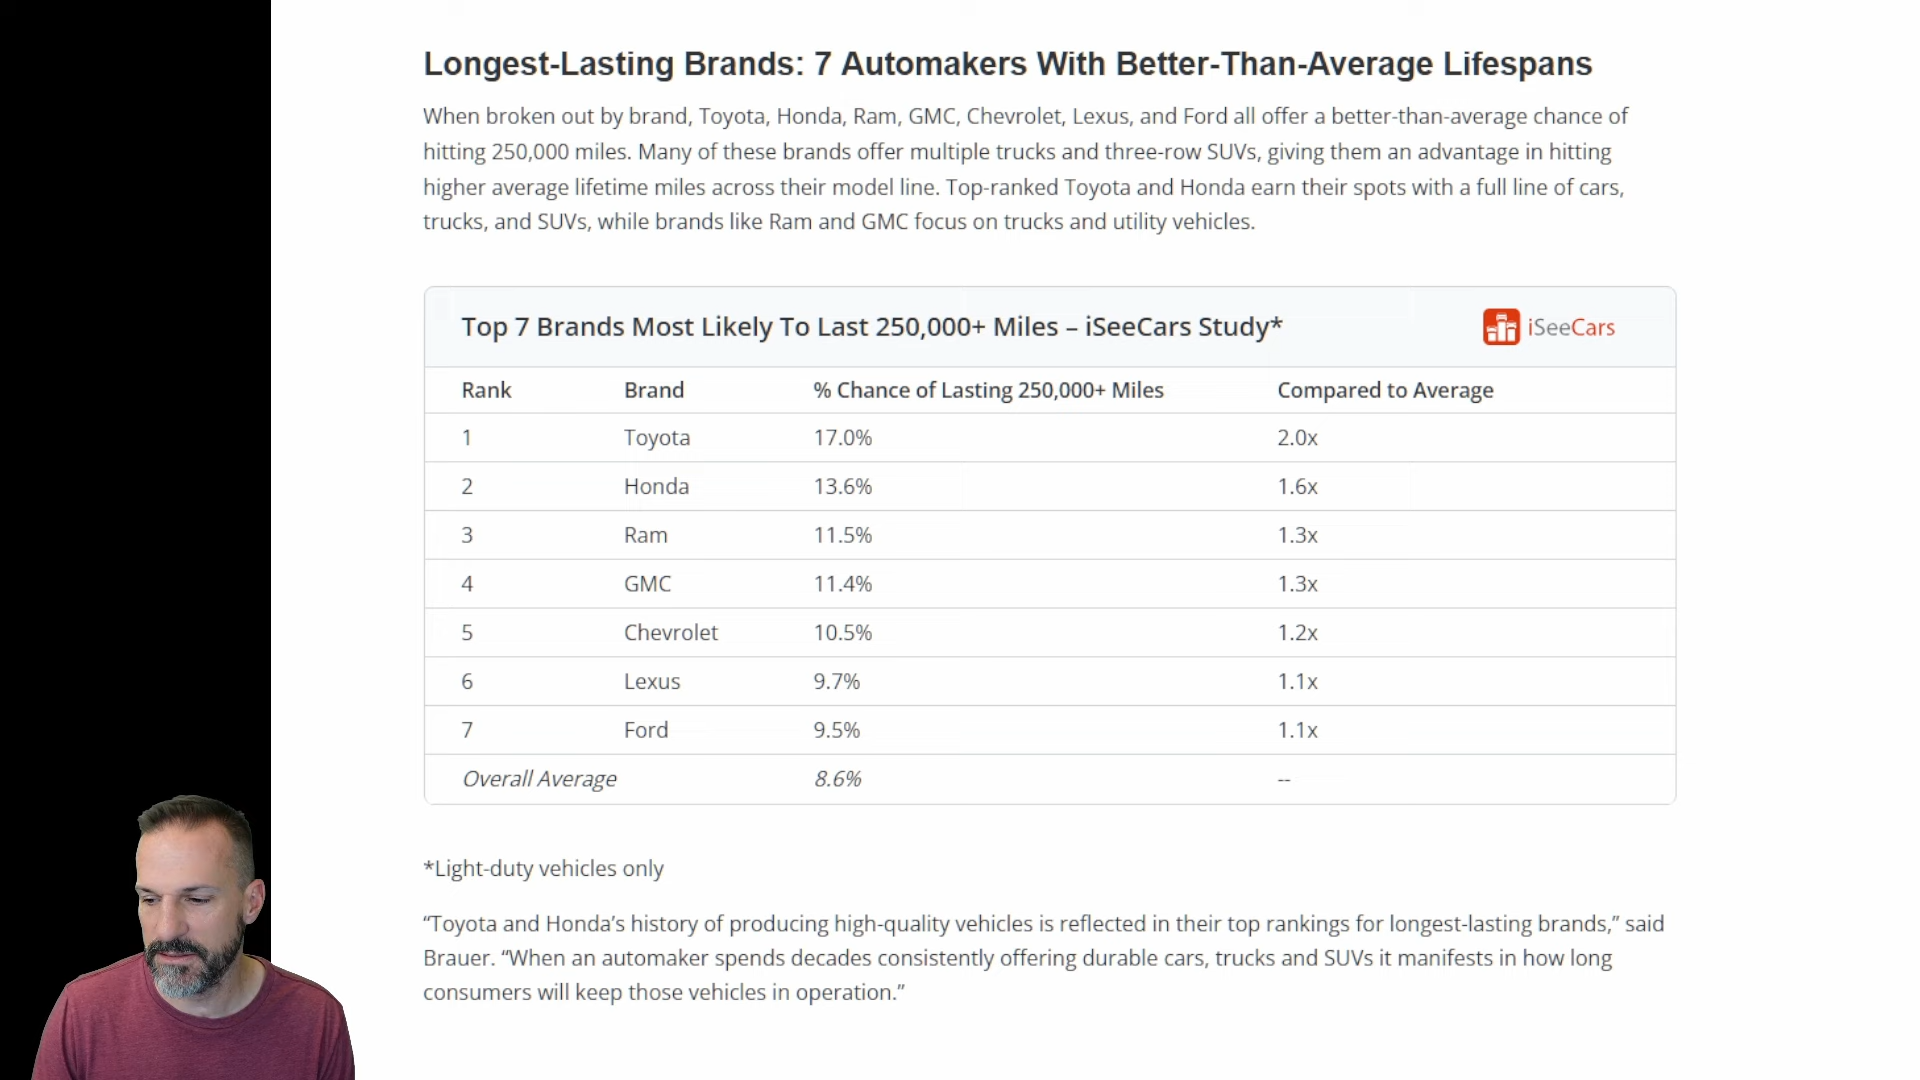 Longest-Lasting Brands: 7 Automakers With Better-Than-Average Lifespans
When broken out by brand, Toyota, Honda, Ram, GMC, Chevrolet, Lexus, and Ford all offer a better-than-average chance of
hitting 250,000 miles. Many of these brands offer multiple trucks and three-row SUVs, giving them an advantage in hitting
higher average lifetime miles across their model line. Top-ranked Toyota and Honda earn their spots with a full line of cars,
trucks, and SUVs, while brands like Ram and GMC focus on trucks and utility vehicles.
Top 7 Brands Most Likely To Last 250,000+ Miles – iSeeCars Study* iSeeCars
Rank Brand % Chance of Lasting 250,000+ Miles Compared to Average
1 Toyota 17.0% 2.0x
2 Honda 13.6% 1.6x
3 Ram 11.5% 1.3x
4 GMC 11.4% 1.3x
5 Chevrolet 10.5% 1.2x
6 Lexus 9.7% 1.1x
7 Ford 9.5% 1.1x
Overall Average 8.6% --
*Light-duty vehicles only
“Toyota and Honda’s history of producing high-quality vehicles is reflected in their top rankings for longest-lasting brands,” said
Brauer. “When an automaker spends decades consistently offering durable cars, trucks and SUVs it manifests in how long
consumers will keep those vehicles in operation.”